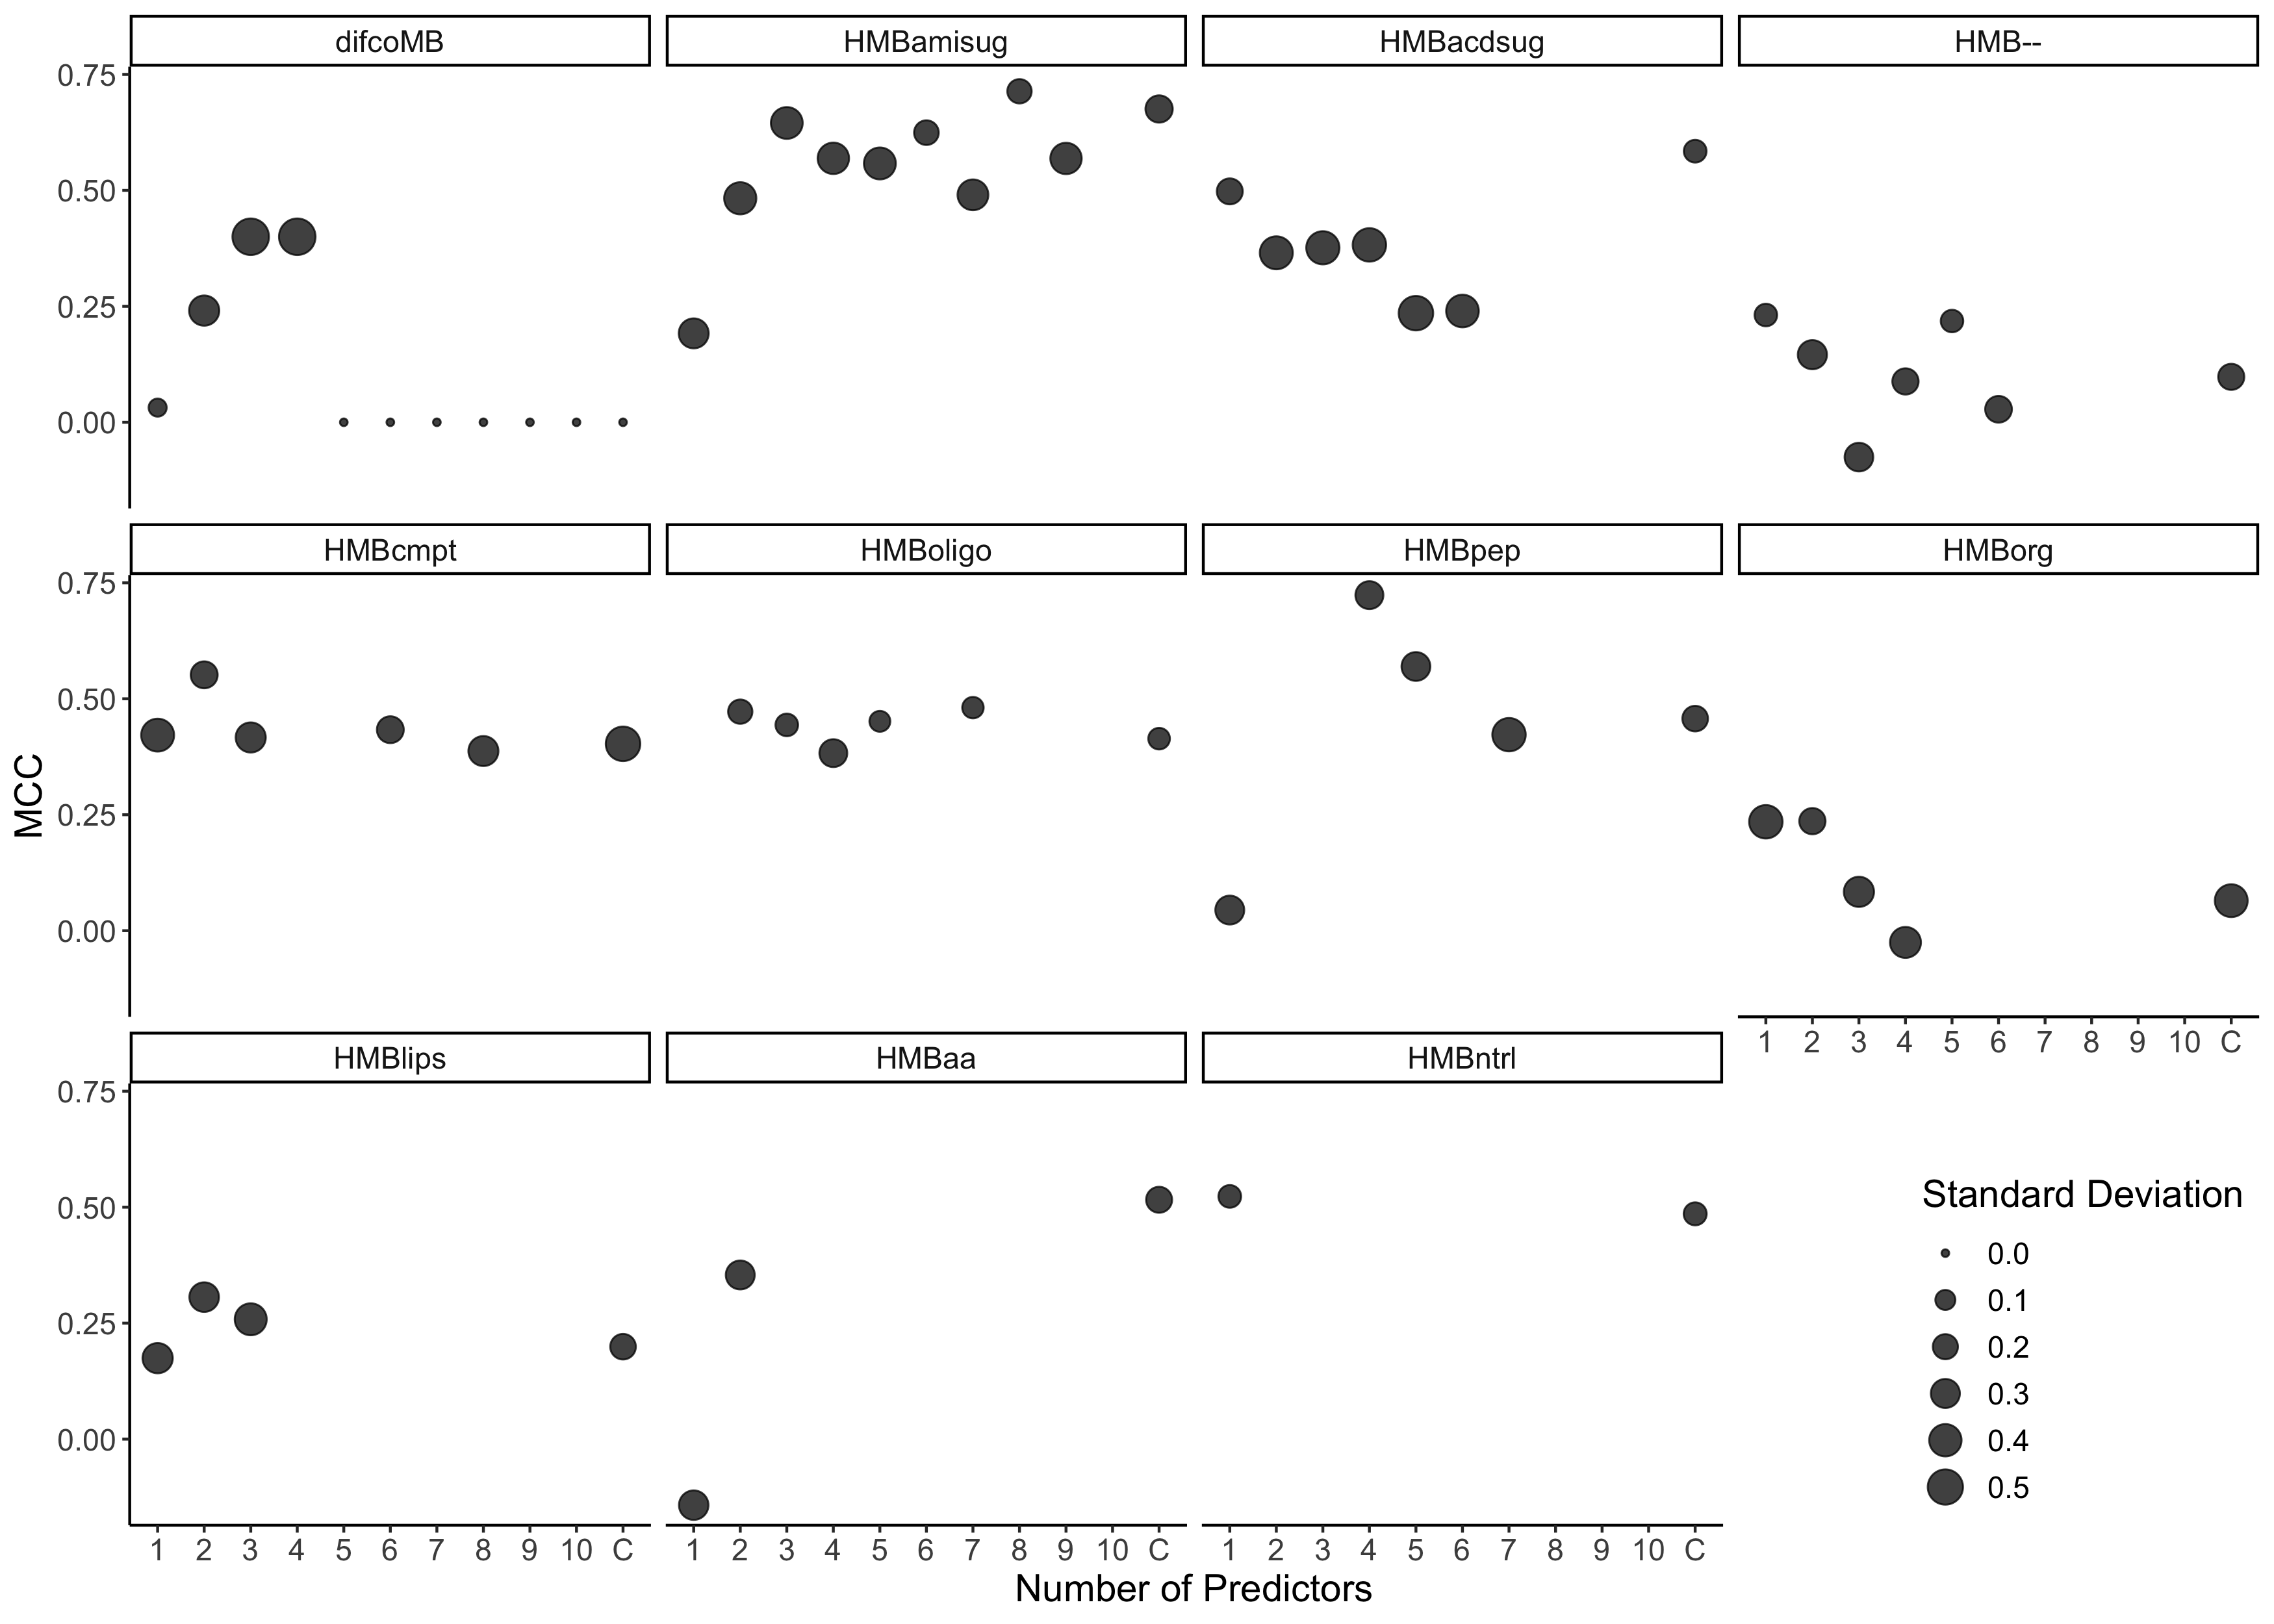 difcoMB HMBamisug HMBacdsug HMB--
0.75
0.50
0.25
0.00
HMBcmpt HMBoligo HMBpep HMBorg
0.75
0.50
0.25
0.00
1 2 3 4 5 6 7 8 9 10 C
MCC
HMBlips HMBaa HMBntrl
0.75
0.50
0.25
0.00
1 2 3 4 5 6 7 8 9 10 C 1 2 3 4 5 6 7 8 9 10 C 1 2 3 4 5 6 7 8 9 10 C
Number of Predictors
Standard Deviation
0.0
0.1
0.2
0.3
0.4
0.5